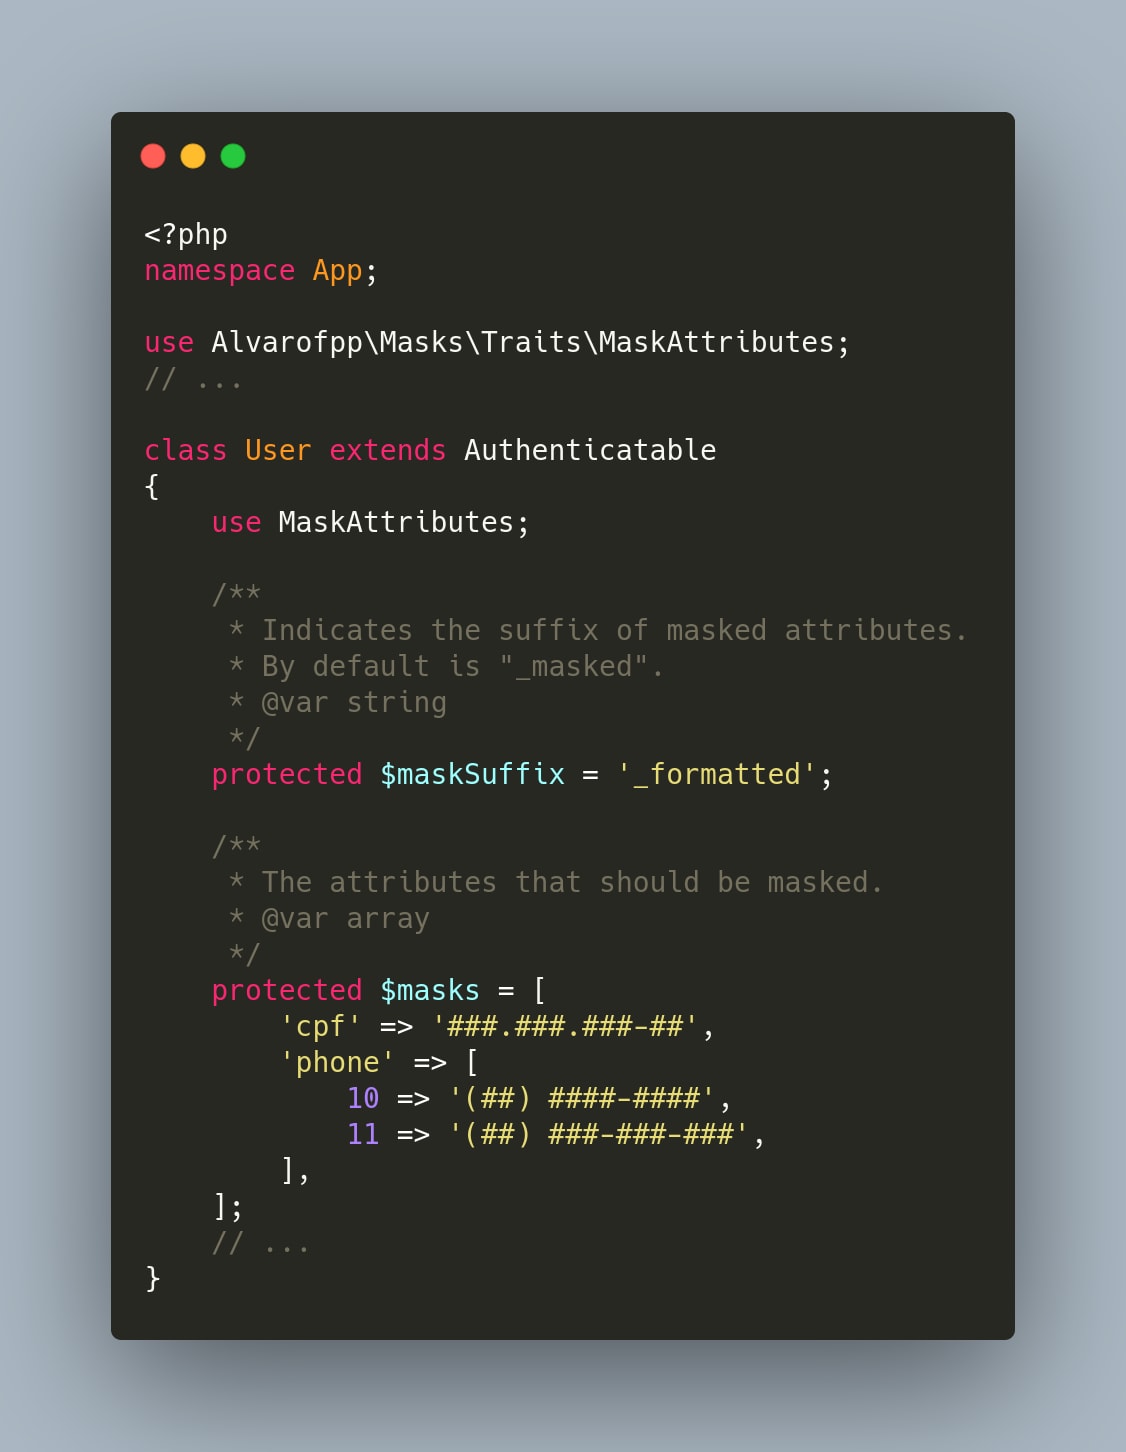 <?php
namespace App;

use Alvarofpp\Masks\Traits\MaskAttributes;
// ...

class User extends Authenticatable
{
    use MaskAttributes;

    /**
     * Indicates the suffix of masked attributes.
     * By default is "_masked".
     * @var string
     */
    protected $maskSuffix = '_formatted';

    /**
     * The attributes that should be masked.
     * @var array
     */
    protected $masks = [
        'cpf' => '###.###.###-##',
        'phone' => [
            10 => '(##) ####-####',
            11 => '(##) ###-###-###',
        ],
    ];
    // ...
}